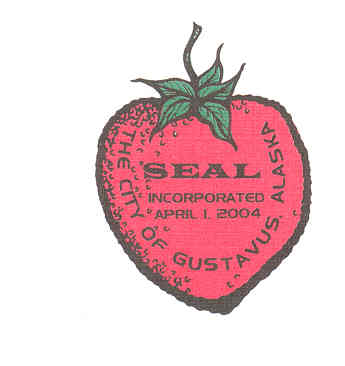 SEAL
INCORPORATED
APRIL 1, 2004
THE CITY OF GUSTAVUS, ALASKA